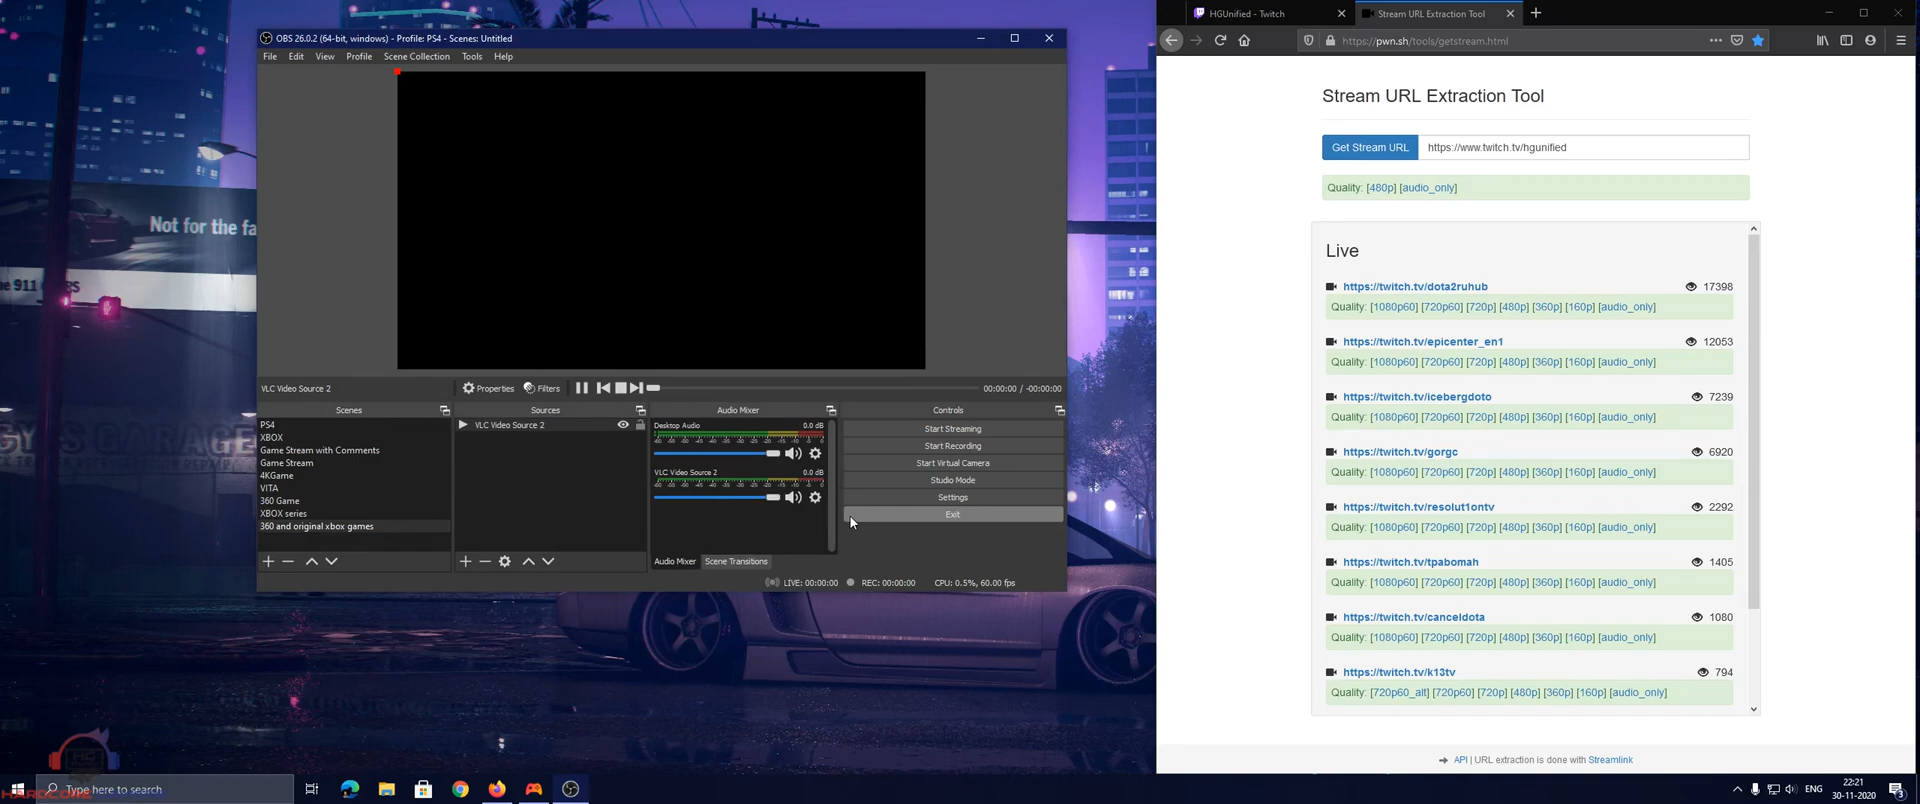 OBS 26.0.2 (64-bit, windows) - Profile: PS4 - Scenes: Untitled
File Edit View Profile Scene Collection Tools Help
VLC Video Source 2 Properties Filters 00:00:00 / -00:00:00
Scenes
PS4
XBOX
Game Stream with Comments
Game Stream
4KGame
VITA
360 Game
XBOX series
360 and original xbox games
Sources
VLC Video Source 2
Audio Mixer
Desktop Audio 0.0 dB
VLC Video Source 2 0.0 dB
Audio Mixer Scene Transitions
Controls
Start Streaming
Start Recording
Start Virtual Camera
Studio Mode
Settings
Exit
LIVE: 00:00:00 REC: 00:00:00 CPU: 0.5%, 60.00 fps
Not for the fa
e 911
GARAGE
HGUnified - Twitch
Stream URL Extraction Tool
https://pwn.sh/tools/getstream.html
Stream URL Extraction Tool
Get Stream URL https://www.twitch.tv/hgunified
Quality: [480p] [audio_only]
Live
https://twitch.tv/dota2ruhub 17398
Quality: [1080p60] [720p60] [720p] [480p] [360p] [160p] [audio_only]
https://twitch.tv/epicenter_en1 12053
Quality: [1080p60] [720p60] [720p] [480p] [360p] [160p] [audio_only]
https://twitch.tv/icebergdoto 7239
Quality: [1080p60] [720p60] [720p] [480p] [360p] [160p] [audio_only]
https://twitch.tv/gorgc 6920
Quality: [1080p60] [720p60] [720p] [480p] [360p] [160p] [audio_only]
https://twitch.tv/resolut1ontv 2292
Quality: [1080p60] [720p60] [720p] [480p] [360p] [160p] [audio_only]
https://twitch.tv/tpabomah 1405
Quality: [1080p60] [720p60] [720p] [480p] [360p] [160p] [audio_only]
https://twitch.tv/canceldota 1080
Quality: [1080p60] [720p60] [720p] [480p] [360p] [160p] [audio_only]
https://twitch.tv/k13tv 794
Quality: [720p60_alt] [720p60] [720p] [480p] [360p] [160p] [audio_only]
API | URL extraction is done with Streamlink
HARDCORE
Type here to search
ENG
22:21
30-11-2020
3